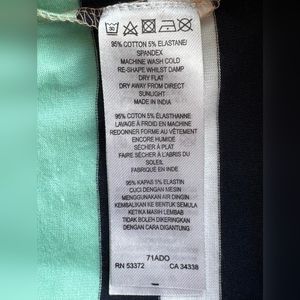 30
95% COTTON 5% ELASTANE/
SPANDEX
MACHINE WASH COLD
RE-SHAPE WHILST DAMP
DRY FLAT
DRY AWAY FROM DIRECT
SUNLIGHT
MADE IN INDIA
95% COTON 5% ÉLASTHANNE
LAVAGE À FROID EN MACHINE
REDONNER FORME AU VÊTEMENT
ENCORE HUMIDE
SÉCHER À PLAT
FAIRE SÉCHER À L'ABRIS DU
SOLEIL
FABRIQUE EN INDE
95% KAPAS 5% ELASTIN
CUCI DENGAN MESIN
MENGGUNAKAN AIR DINGIN
KEMBALIKAN KE BENTUK SEMULA
KETIKA MASIH LEMBAB
TIDAK BOLEH DIKERINGKAN
DENGAN CARA DIGANTUNG
71ADO
RN 53372 CA 34338